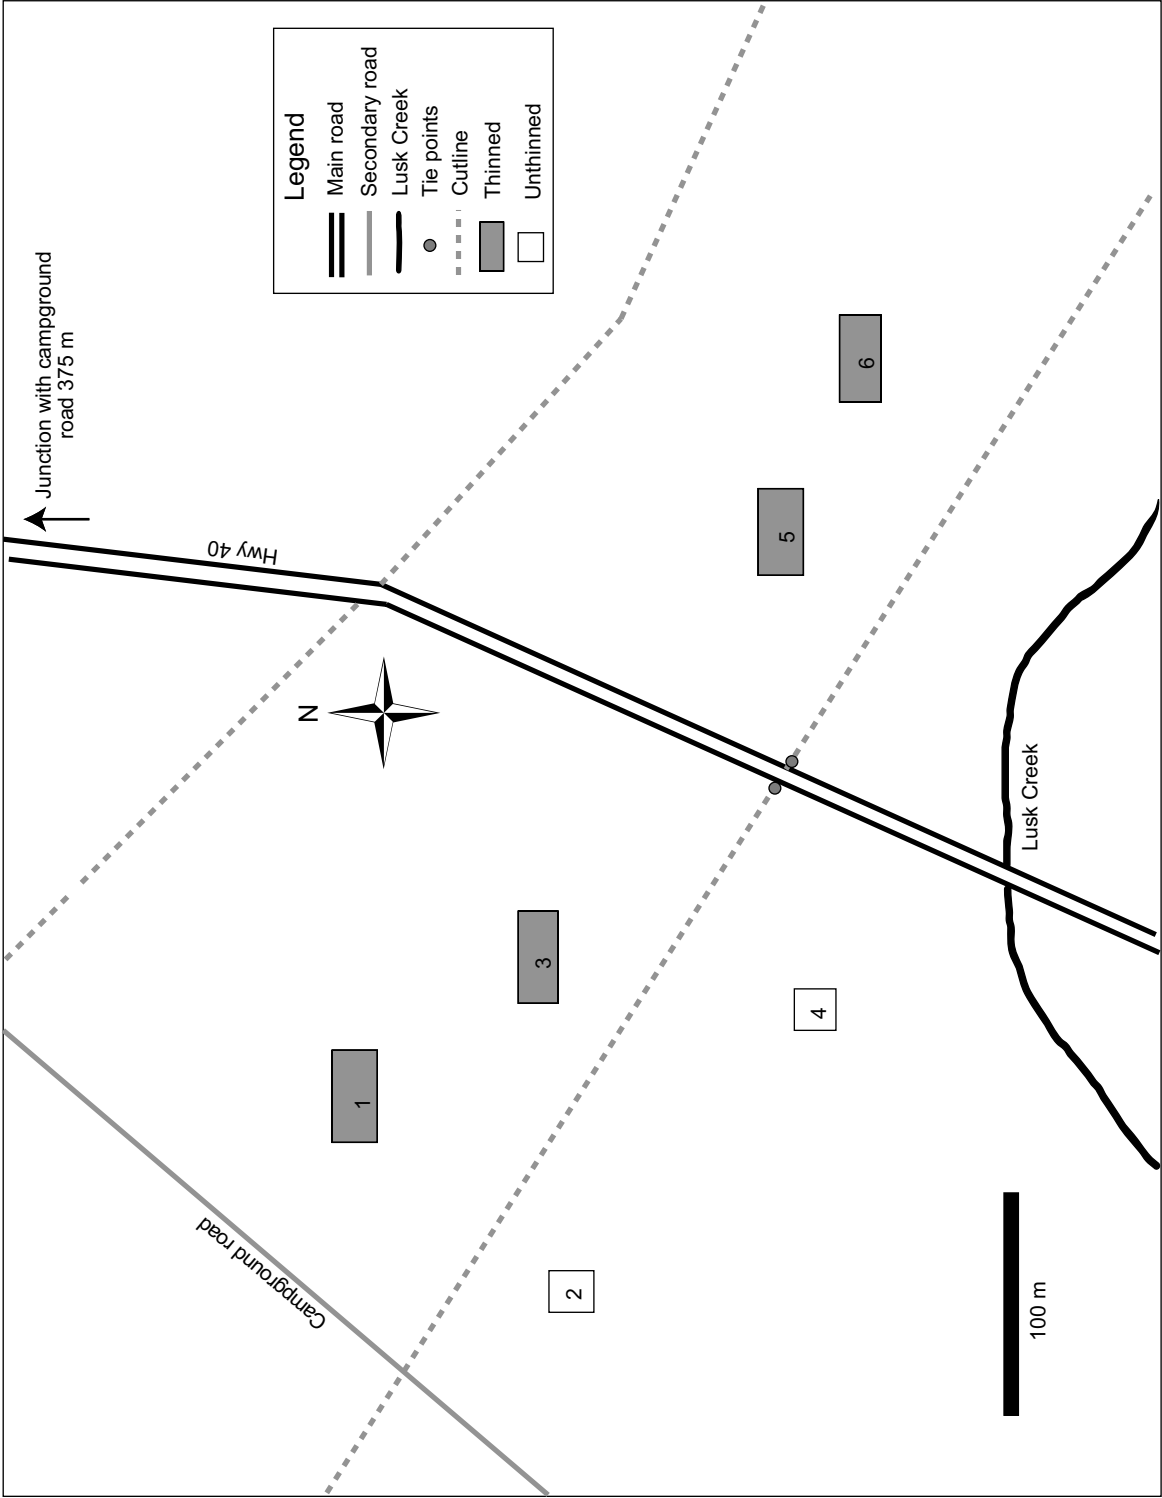 Junction with campground
road 375 m
Legend
Main road
Secondary road
Lusk Creek
Tie points
Cutline
Thinned
Unthinned
Hwy 40
N
Campground road
1
3
5
6
2
4
Lusk Creek
100 m